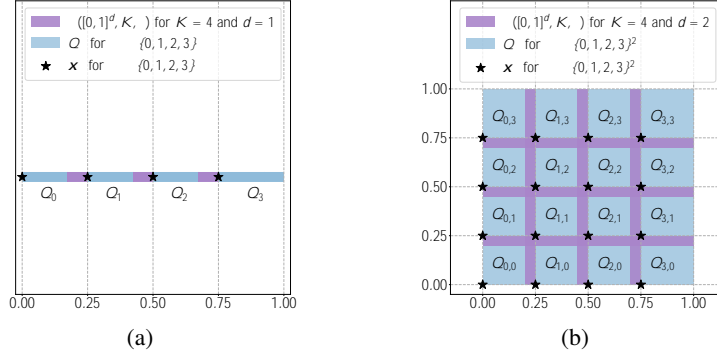 ([0, 1]ᵈ, K, ) for K = 4 and d = 1
Q for {0, 1, 2, 3}
x for {0, 1, 2, 3}
Q₀ Q₁ Q₂ Q₃
0.00 0.25 0.50 0.75 1.00
(a)
([0, 1]ᵈ, K, ) for K = 4 and d = 2
Q for {0, 1, 2, 3}²
x for {0, 1, 2, 3}²
1.00
Q₀,₃ Q₁,₃ Q₂,₃ Q₃,₃
0.75
Q₀,₂ Q₁,₂ Q₂,₂ Q₃,₂
0.50
Q₀,₁ Q₁,₁ Q₂,₁ Q₃,₁
0.25
Q₀,₀ Q₁,₀ Q₂,₀ Q₃,₀
0.00
0.00 0.25 0.50 0.75 1.00
(b)